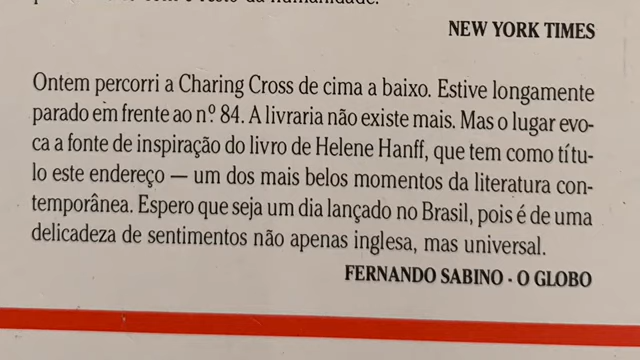 NEW YORK TIMES
Ontem percorri a Charing Cross de cima a baixo. Estive longamente
parado em frente ao nº 84. A livraria não existe mais. Mas o lugar evo-
ca a fonte de inspiração do livro de Helene Hanff, que tem como títu-
lo este endereço — um dos mais belos momentos da literatura con-
temporânea. Espero que seja um dia lançado no Brasil, pois é de uma
delicadeza de sentimentos não apenas inglesa, mas universal.
FERNANDO SABINO - O GLOBO